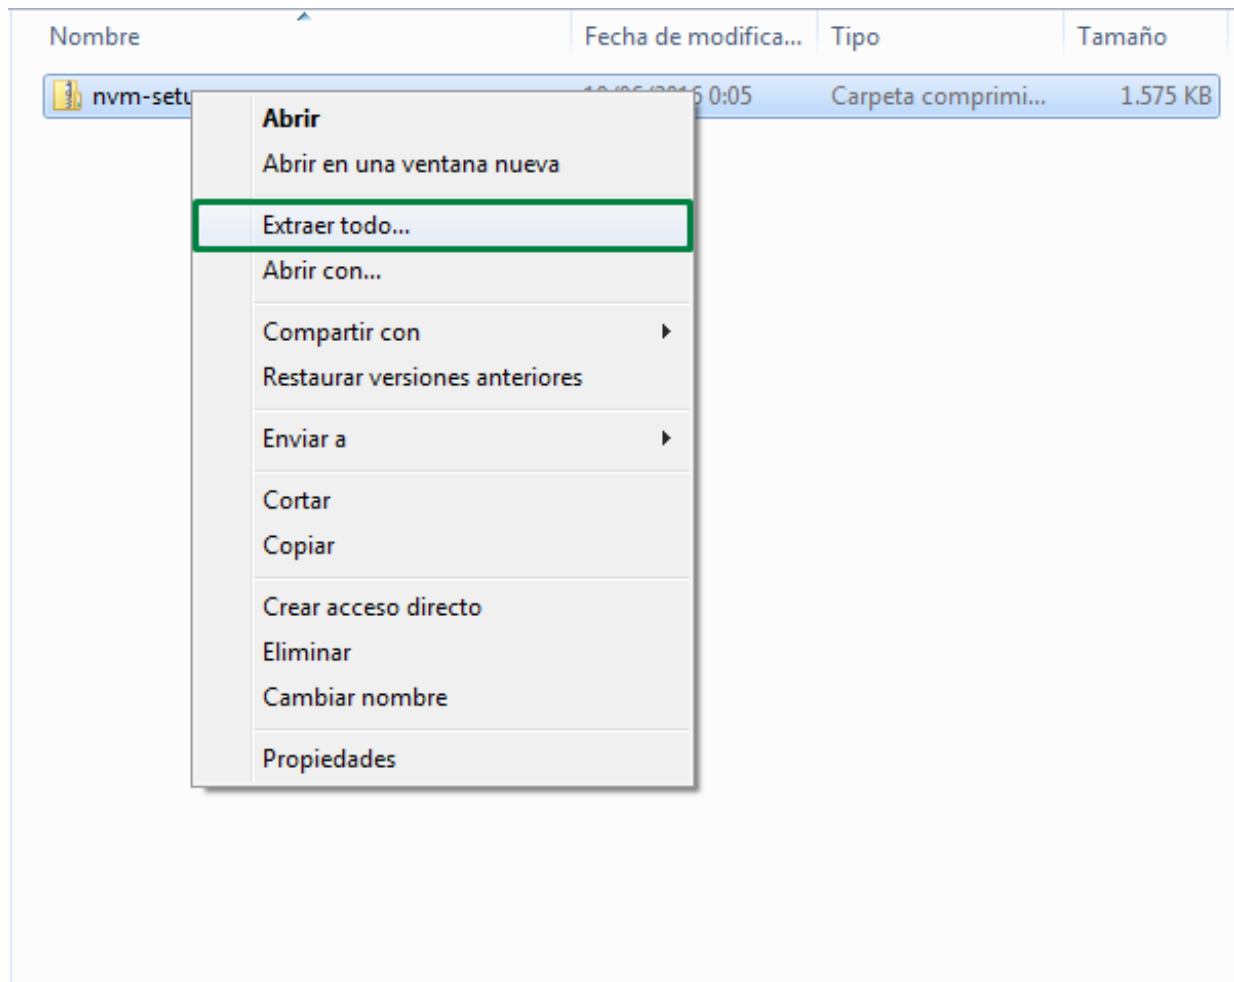 Nombre Fecha de modifica... Tipo Tamaño
nvm-setu 0:05 Carpeta comprimi... 1.575 KB
Abrir
Abrir en una ventana nueva
Extraer todo...
Abrir con...
Compartir con
Restaurar versiones anteriores
Enviar a
Cortar
Copiar
Crear acceso directo
Eliminar
Cambiar nombre
Propiedades